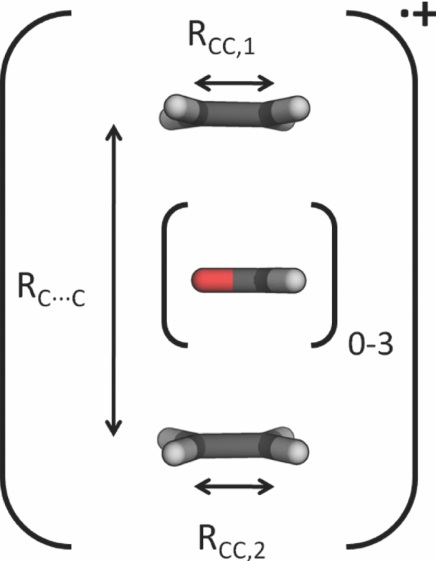 ·+
R_CC,1
R_C···C
0-3
R_CC,2